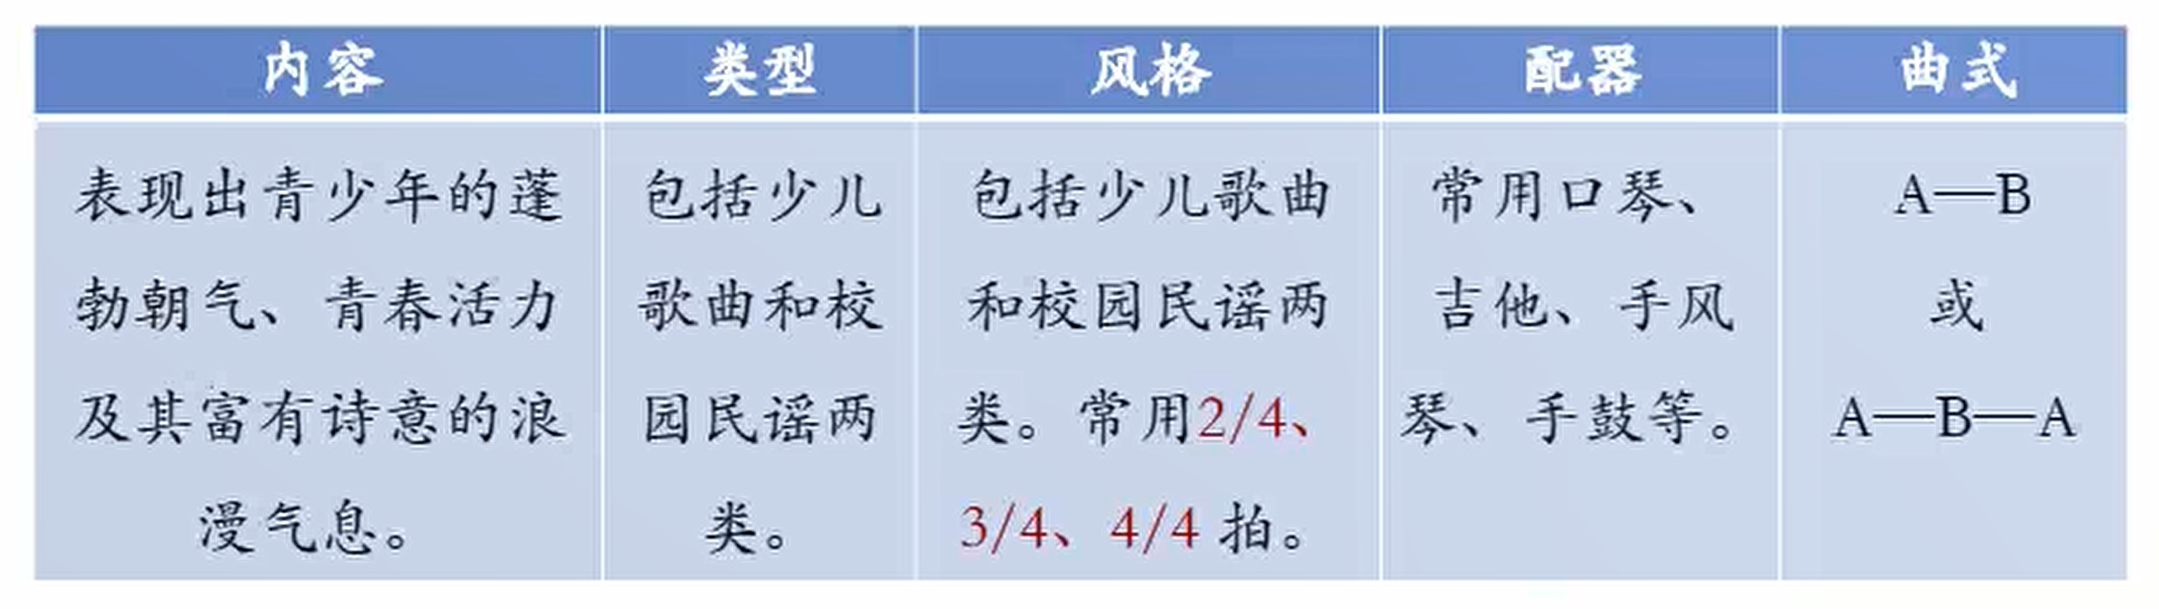 内容
类型
风格
配器
曲式
表现出青少年的蓬
勃朝气、青春活力
及其富有诗意的浪
漫气息。
包括少儿
歌曲和校
园民谣两
类。
包括少儿歌曲
和校园民谣两
类。常用2/4、
3/4、4/4 拍。
常用口琴、
吉他、手风
琴、手鼓等。
A—B
或
A—B—A